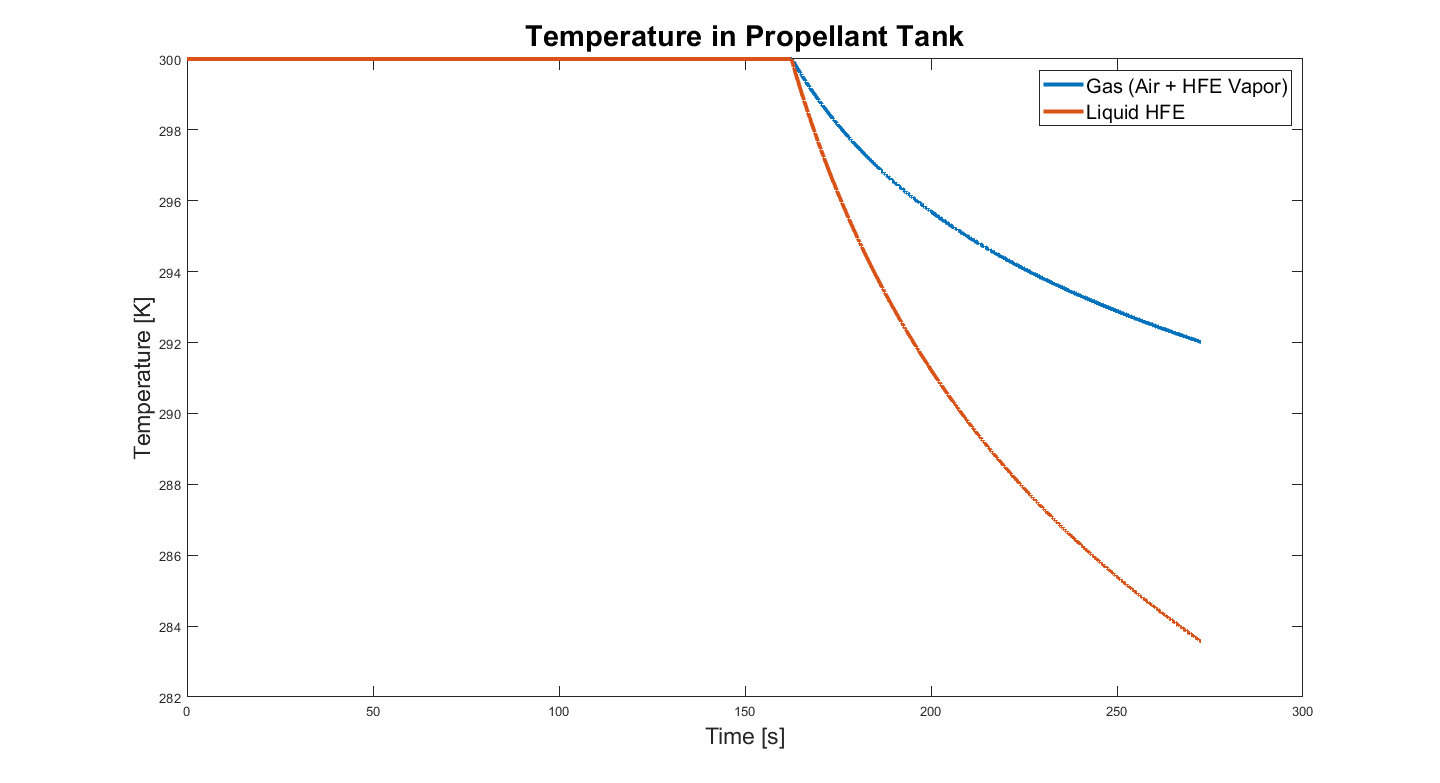 Temperature in Propellant Tank
Gas (Air + HFE Vapor)
Liquid HFE
Temperature [K]
300
298
296
294
292
290
288
286
284
282
0 50 100 150 200 250 300
Time [s]